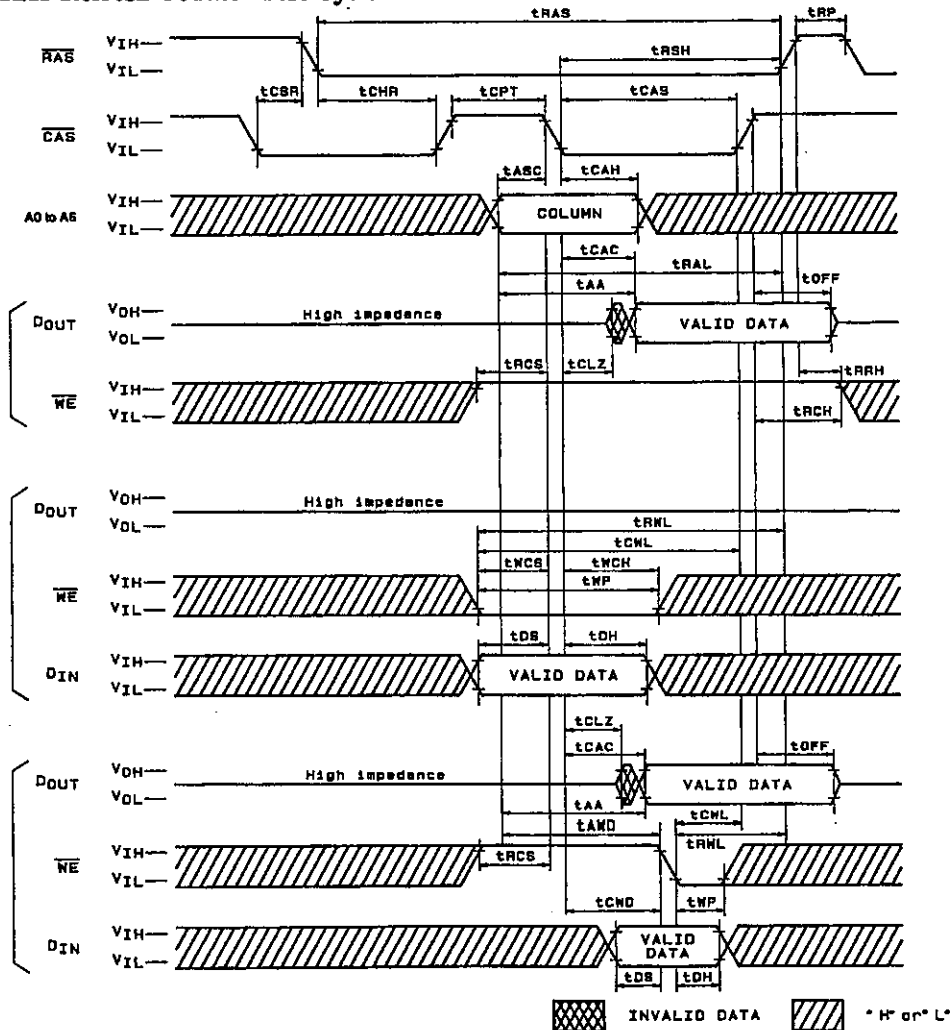 tRAS
tRP
RAS
VIH
VIL
tRSH
tCSR
tCHR
tCPT
tCAS
CAS
VIH
VIL
tASC
tCAH
A0 to A8
VIH
VIL
COLUMN
tCAC
tRAL
tAA
tOFF
DOUT
VOH
VOL
High impedance
VALID DATA
tRCS
tCLZ
tRRH
WE
VIH
VIL
tRCH
DOUT
VOH
VOL
High impedance
tRWL
tCWL
tWCS
tWCH
WE
VIH
VIL
tWP
tDS
tDH
DIN
VIH
VIL
VALID DATA
tCLZ
tCAC
tOFF
DOUT
VOH
VOL
High impedance
VALID DATA
tAA
tCWL
tAWD
tRWL
WE
VIH
VIL
tRCS
tCWD
tWP
DIN
VIH
VIL
VALID
DATA
tDS
tDH
INVALID DATA
"H" or "L"